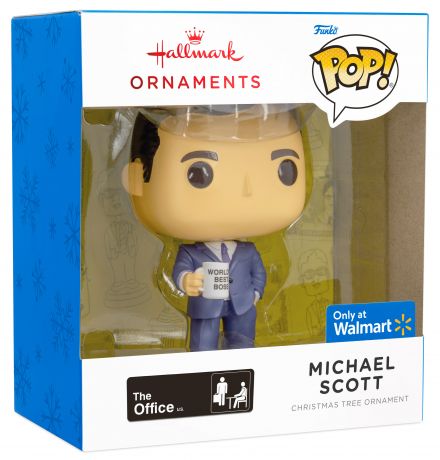 Hallmark
ORNAMENTS
Funko
POP!
WORLD'S
BEST
BOSS
Only at
Walmart
The
Office U.S.
MICHAEL
SCOTT
CHRISTMAS TREE ORNAMENT